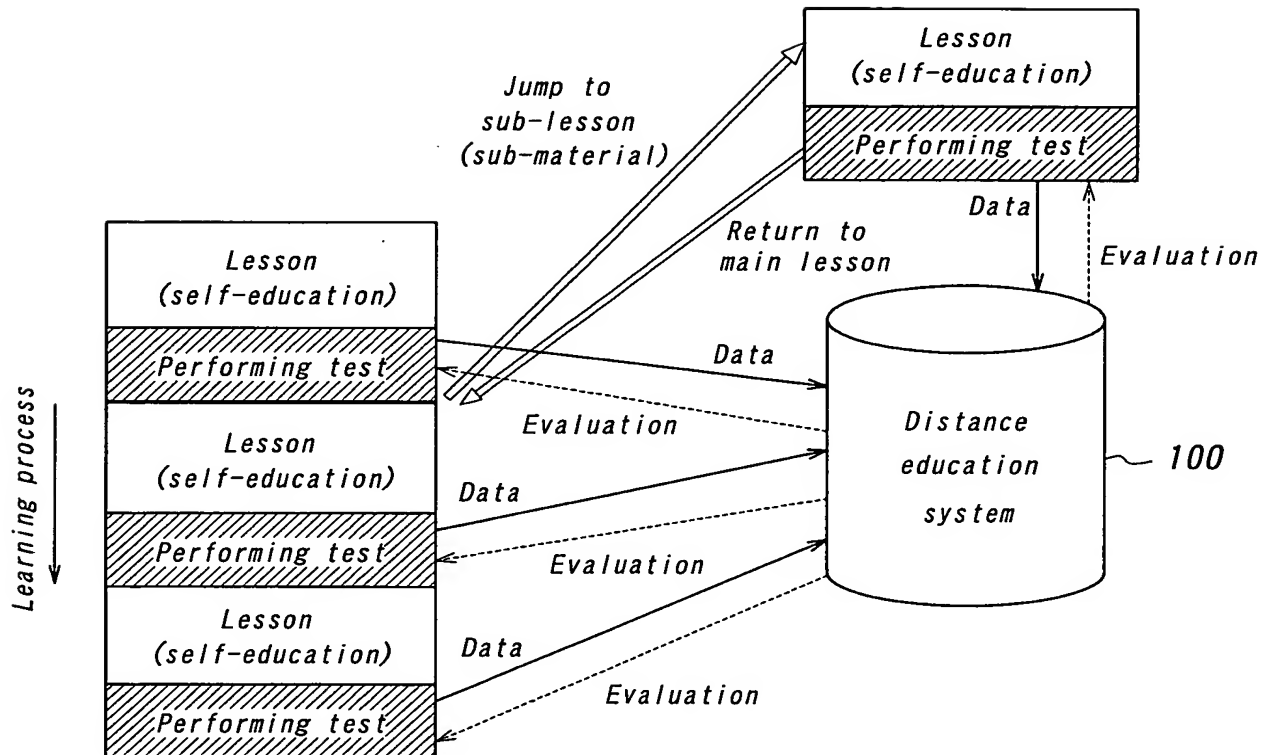 Lesson
(self-education)
Performing test
Jump to
sub-lesson
(sub-material)
Return to
main lesson
Data
Evaluation
Learning process
Lesson
(self-education)
Performing test
Lesson
(self-education)
Performing test
Lesson
(self-education)
Performing test
Data
Evaluation
Data
Evaluation
Data
Evaluation
Distance
education
system
100